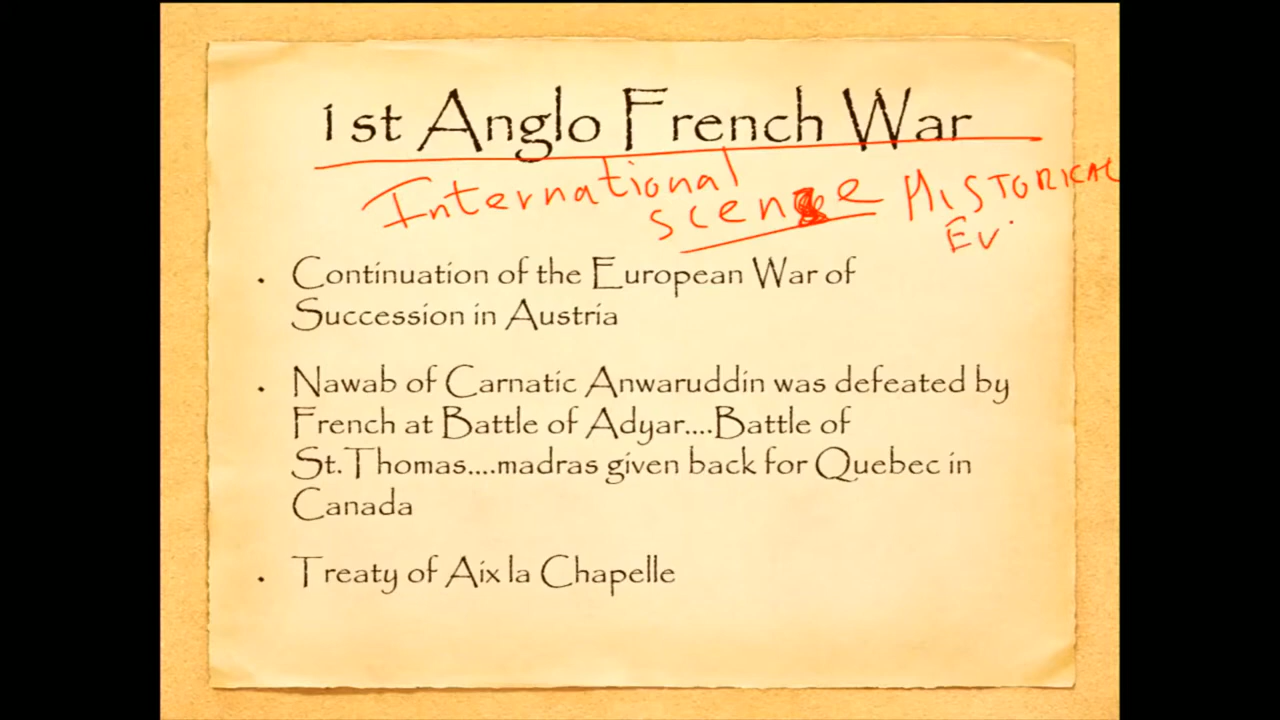 1st Anglo French War
International
scene HISTORICAL
Ev.
. Continuation of the European War of
Succession in Austria
. Nawab of Carnatic Anwaruddin was defeated by
French at Battle of Adyar....Battle of
St.Thomas....madras given back for Quebec in
Canada
. Treaty of Aix la Chapelle